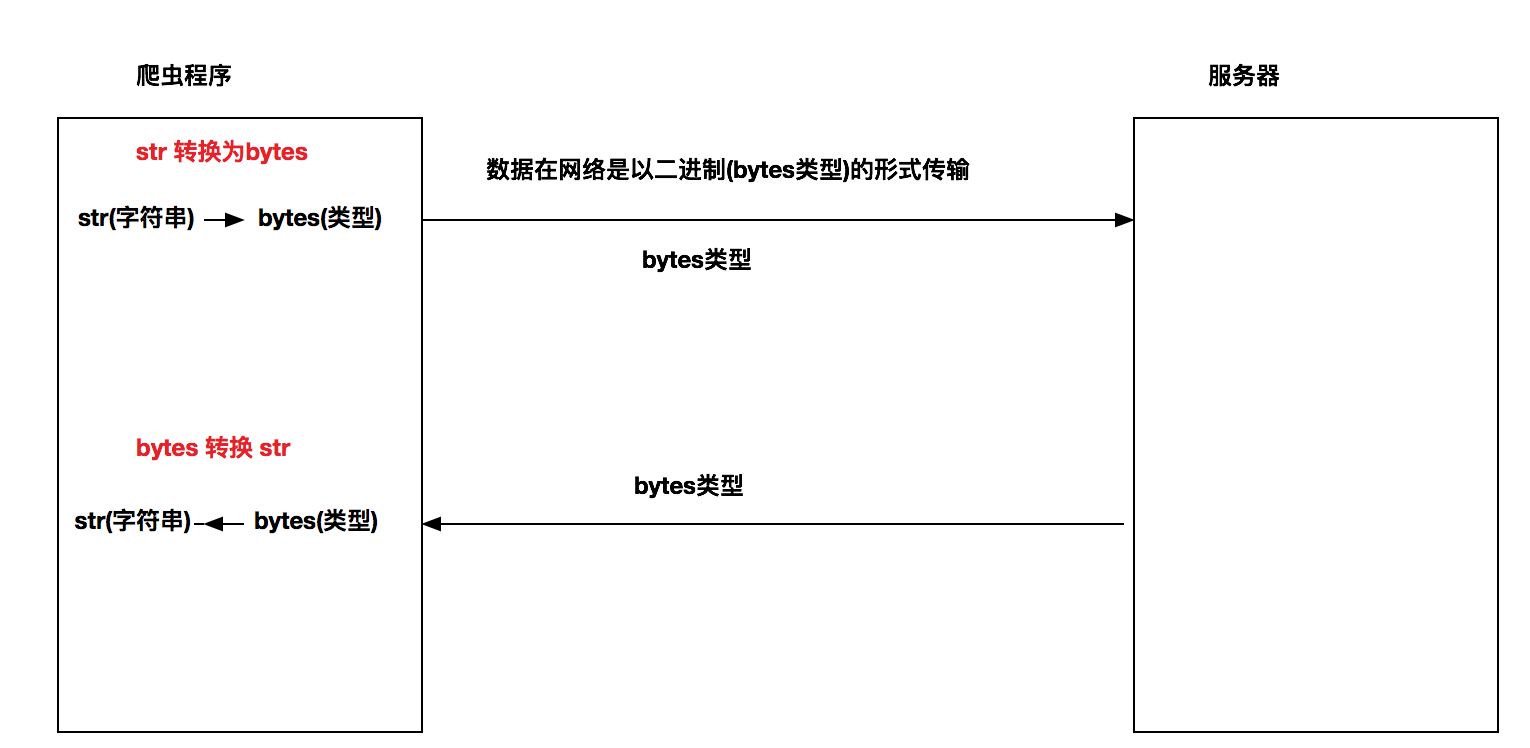 爬虫程序
服务器
str 转换为bytes
数据在网络是以二进制(bytes类型)的形式传输
str(字符串)
bytes(类型)
bytes类型
bytes 转换 str
bytes类型
str(字符串)
bytes(类型)